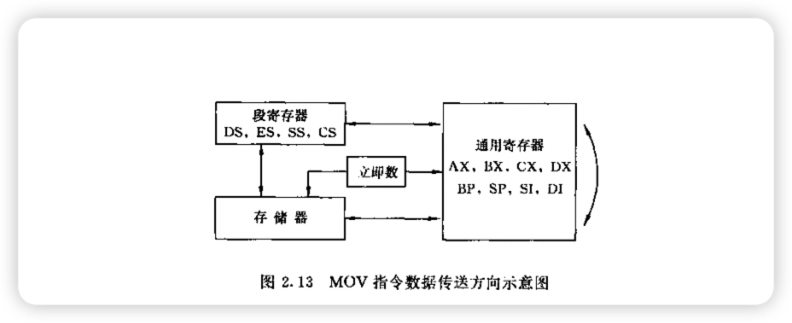 段寄存器
DS, ES, SS, CS
立即数
存储器
通用寄存器
AX, BX, CX, DX
BP, SP, SI, DI
图 2.13 MOV 指令数据传送方向示意图